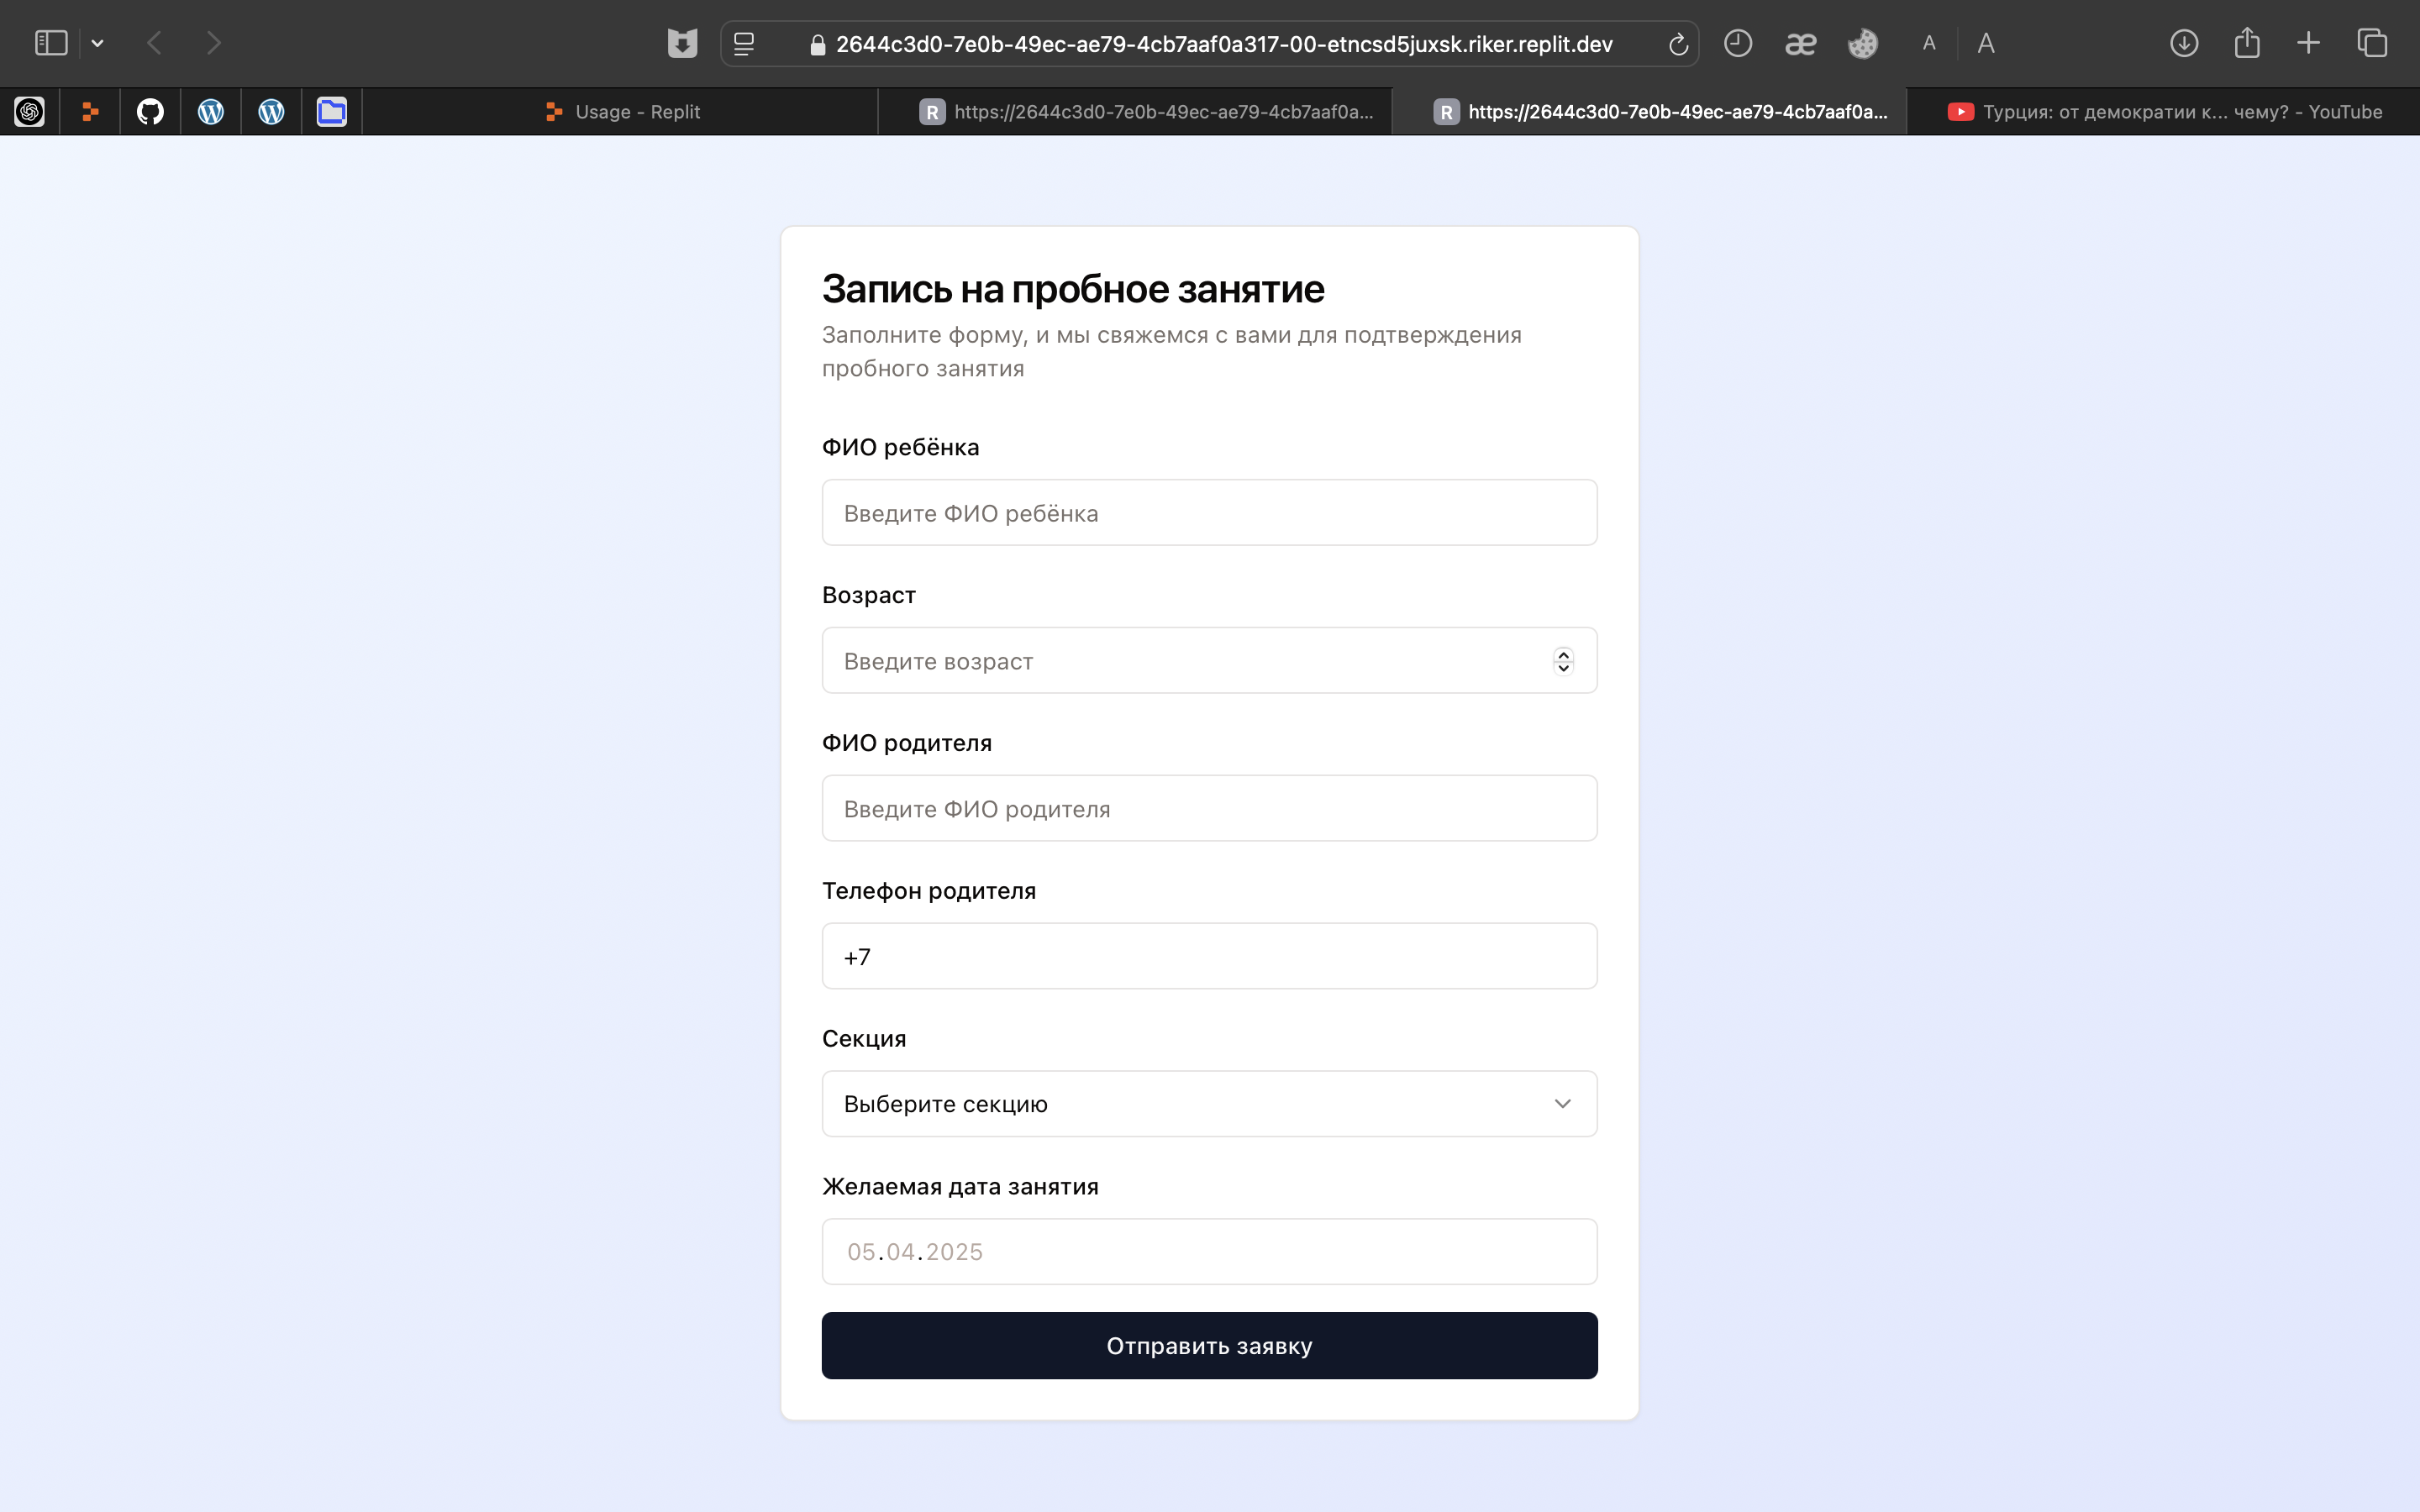 2644c3d0-7e0b-49ec-ae79-4cb7aaf0a317-00-etncsd5juxsk.riker.replit.dev
æ A A
Usage - Replit
R https://2644c3d0-7e0b-49ec-ae79-4cb7aaf0a...
R https://2644c3d0-7e0b-49ec-ae79-4cb7aaf0a...
Турция: от демократии к... чему? - YouTube
Запись на пробное занятие
Заполните форму, и мы свяжемся с вами для подтверждения
пробного занятия
ФИО ребёнка
Введите ФИО ребёнка
Возраст
Введите возраст
ФИО родителя
Введите ФИО родителя
Телефон родителя
+7
Секция
Выберите секцию
Желаемая дата занятия
05.04.2025
Отправить заявку